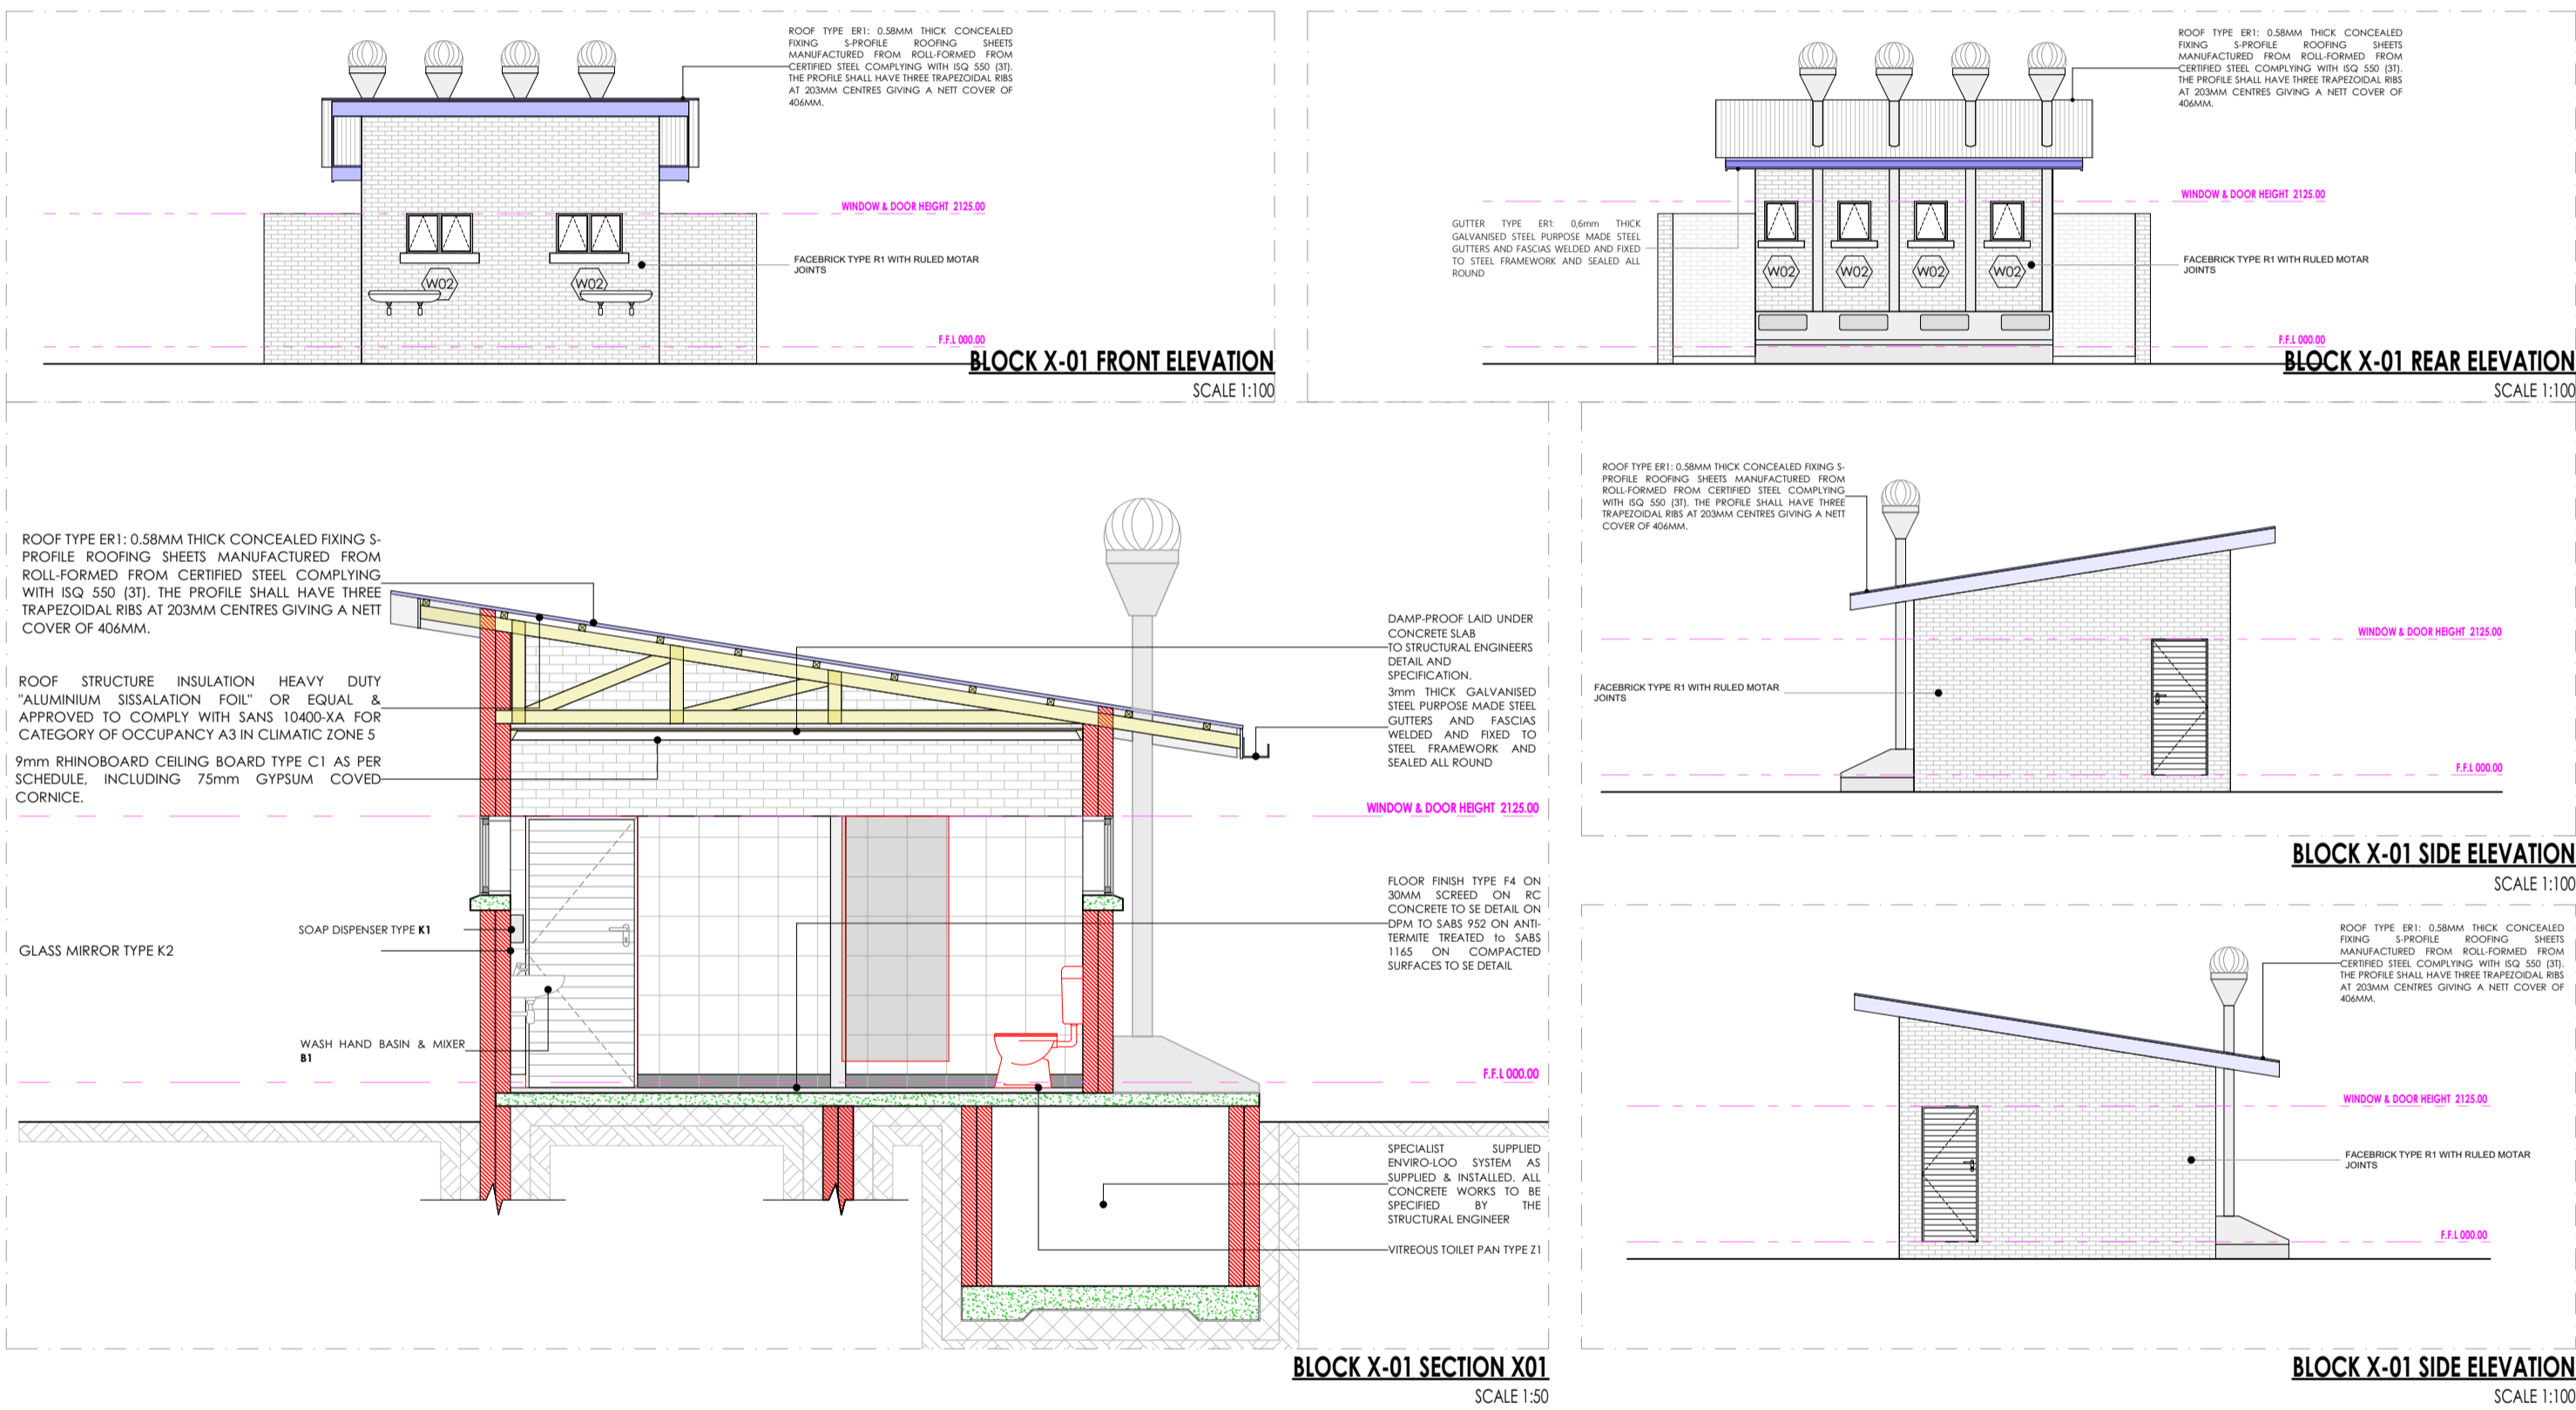 ROOF TYPE ER1: 0.58MM THICK CONCEALED
FIXING S-PROFILE ROOFING SHEETS
MANUFACTURED FROM ROLL-FORMED FROM
CERTIFIED STEEL COMPLYING WITH ISQ 550 (3T).
THE PROFILE SHALL HAVE THREE TRAPEZOIDAL RIBS
AT 203MM CENTRES GIVING A NETT COVER OF
406MM.
WINDOW & DOOR HEIGHT 2125.00
FACEBRICK TYPE R1 WITH RULED MOTAR
JOINTS
W02
W02
F.F.L 000.00
BLOCK X-01 FRONT ELEVATION
SCALE 1:100
ROOF TYPE ER1: 0.58MM THICK CONCEALED
FIXING S-PROFILE ROOFING SHEETS
MANUFACTURED FROM ROLL-FORMED FROM
CERTIFIED STEEL COMPLYING WITH ISQ 550 (3T).
THE PROFILE SHALL HAVE THREE TRAPEZOIDAL RIBS
AT 203MM CENTRES GIVING A NETT COVER OF
406MM.
WINDOW & DOOR HEIGHT 2125.00
GUTTER TYPE ER1: 0,6mm THICK
GALVANISED STEEL PURPOSE MADE STEEL
GUTTERS AND FASCIAS WELDED AND FIXED
TO STEEL FRAMEWORK AND SEALED ALL
ROUND
FACEBRICK TYPE R1 WITH RULED MOTAR
JOINTS
W02
W02
W02
W02
F.F.L 000.00
BLOCK X-01 REAR ELEVATION
SCALE 1:100
ROOF TYPE ER1: 0.58MM THICK CONCEALED FIXING S-
PROFILE ROOFING SHEETS MANUFACTURED FROM
ROLL-FORMED FROM CERTIFIED STEEL COMPLYING
WITH ISQ 550 (3T). THE PROFILE SHALL HAVE THREE
TRAPEZOIDAL RIBS AT 203MM CENTRES GIVING A NETT
COVER OF 406MM.
ROOF STRUCTURE INSULATION HEAVY DUTY
"ALUMINIUM SISSALATION FOIL" OR EQUAL &
APPROVED TO COMPLY WITH SANS 10400-XA FOR
CATEGORY OF OCCUPANCY A3 IN CLIMATIC ZONE 5
9mm RHINOBOARD CEILING BOARD TYPE C1 AS PER
SCHEDULE, INCLUDING 75mm GYPSUM COVED
CORNICE.
SOAP DISPENSER TYPE K1
GLASS MIRROR TYPE K2
WASH HAND BASIN & MIXER
B1
DAMP-PROOF LAID UNDER
CONCRETE SLAB
TO STRUCTURAL ENGINEERS
DETAIL AND
SPECIFICATION.
3mm THICK GALVANISED
STEEL PURPOSE MADE STEEL
GUTTERS AND FASCIAS
WELDED AND FIXED TO
STEEL FRAMEWORK AND
SEALED ALL ROUND
WINDOW & DOOR HEIGHT 2125.00
FLOOR FINISH TYPE F4 ON
30MM SCREED ON RC
CONCRETE TO SE DETAIL ON
DPM TO SABS 952 ON ANTI-
TERMITE TREATED to SABS
1165 ON COMPACTED
SURFACES TO SE DETAIL
F.F.L 000.00
SPECIALIST SUPPLIED
ENVIRO-LOO SYSTEM AS
SUPPLIED & INSTALLED. ALL
CONCRETE WORKS TO BE
SPECIFIED BY THE
STRUCTURAL ENGINEER
VITREOUS TOILET PAN TYPE Z1
BLOCK X-01 SECTION X01
SCALE 1:50
ROOF TYPE ER1: 0.58MM THICK CONCEALED FIXING S-
PROFILE ROOFING SHEETS MANUFACTURED FROM
ROLL-FORMED FROM CERTIFIED STEEL COMPLYING
WITH ISQ 550 (3T). THE PROFILE SHALL HAVE THREE
TRAPEZOIDAL RIBS AT 203MM CENTRES GIVING A NETT
COVER OF 406MM.
WINDOW & DOOR HEIGHT 2125.00
FACEBRICK TYPE R1 WITH RULED MOTAR
JOINTS
F.F.L 000.00
BLOCK X-01 SIDE ELEVATION
SCALE 1:100
ROOF TYPE ER1: 0.58MM THICK CONCEALED
FIXING S-PROFILE ROOFING SHEETS
MANUFACTURED FROM ROLL-FORMED FROM
CERTIFIED STEEL COMPLYING WITH ISQ 550 (3T).
THE PROFILE SHALL HAVE THREE TRAPEZOIDAL RIBS
AT 203MM CENTRES GIVING A NETT COVER OF
406MM.
WINDOW & DOOR HEIGHT 2125.00
FACEBRICK TYPE R1 WITH RULED MOTAR
JOINTS
F.F.L 000.00
BLOCK X-01 SIDE ELEVATION
SCALE 1:100